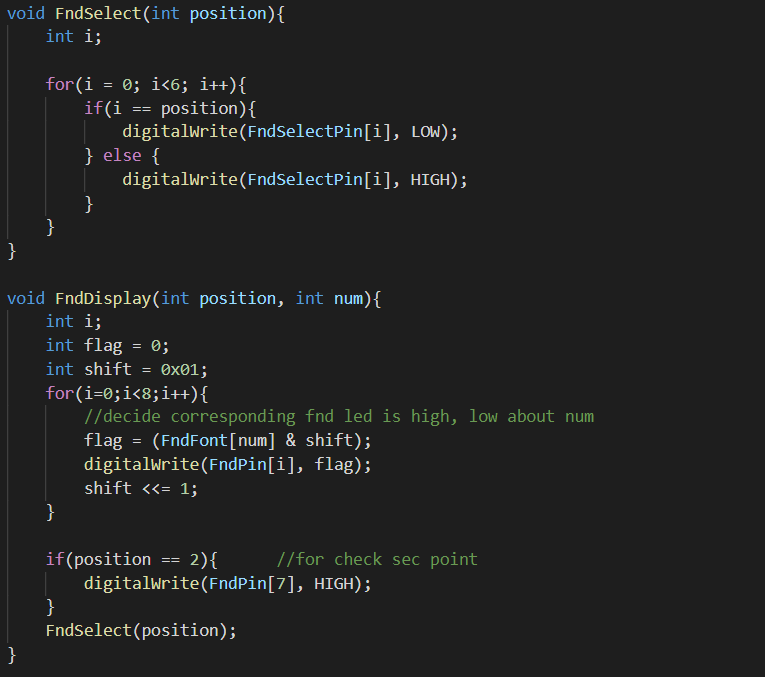 void FndSelect(int position){
    int i;

    for(i = 0; i<6; i++){
        if(i == position){
            digitalWrite(FndSelectPin[i], LOW);
        } else {
            digitalWrite(FndSelectPin[i], HIGH);
        }
    }
}

void FndDisplay(int position, int num){
    int i;
    int flag = 0;
    int shift = 0x01;
    for(i=0;i<8;i++){
        //decide corresponding fnd led is high, low about num
        flag = (FndFont[num] & shift);
        digitalWrite(FndPin[i], flag);
        shift <<= 1;
    }

    if(position == 2){      //for check sec point
        digitalWrite(FndPin[7], HIGH);
    }
    FndSelect(position);
}